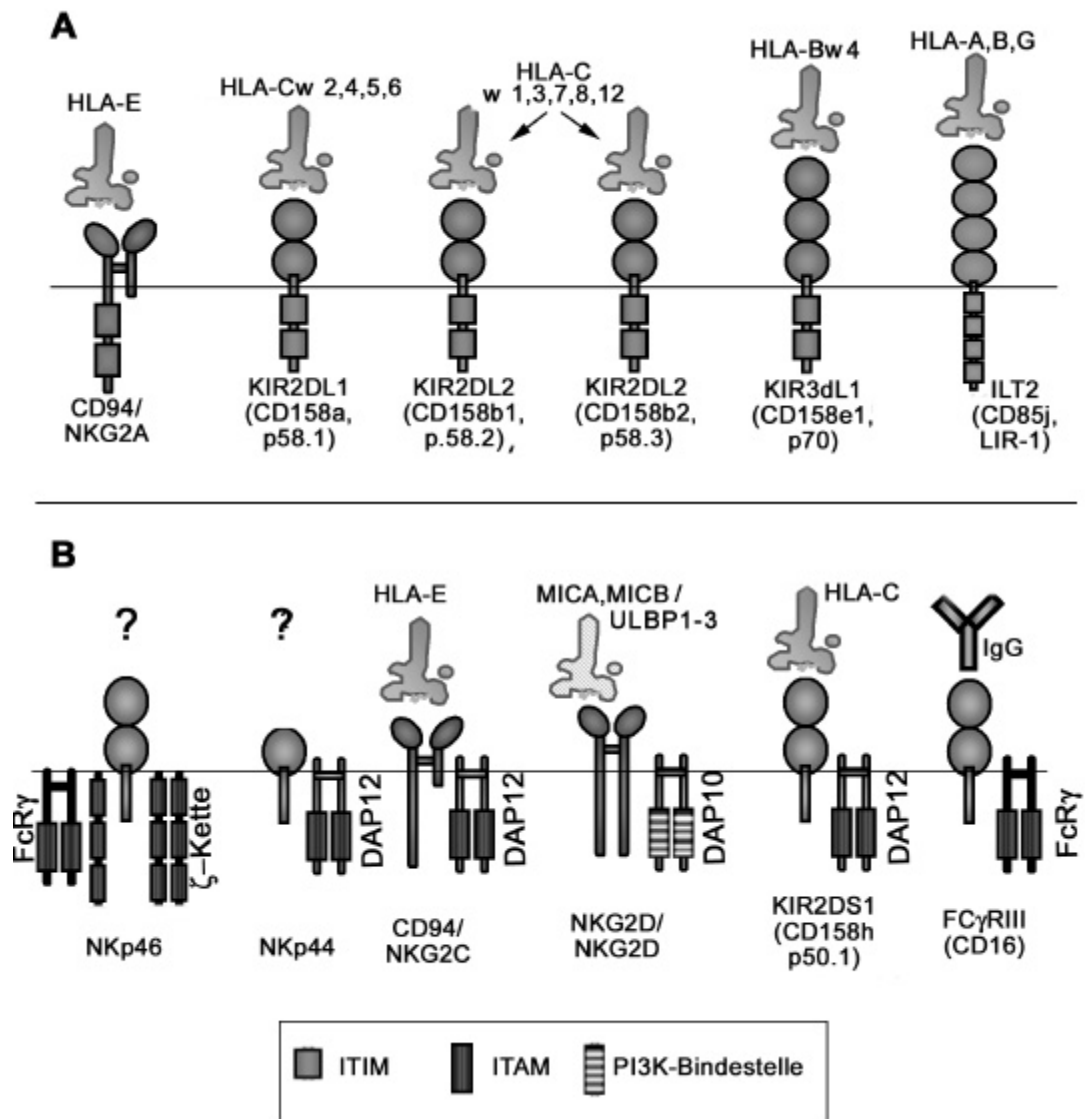 A
HLA-E
HLA-Cw 2,4,5,6
HLA-C
w 1,3,7,8,12
HLA-Bw4
HLA-A,B,G
CD94/
NKG2A
KIR2DL1
(CD158a,
p58.1)
KIR2DL2
(CD158b1,
p.58.2),
KIR2DL2
(CD158b2,
p58.3)
KIR3dL1
(CD158e1,
p70)
ILT2
(CD85j,
LIR-1)
B
?
?
HLA-E
MICA,MICB /
ULBP1-3
HLA-C
IgG
FcRγ
ζ–Kette
DAP12
DAP12
DAP10
DAP12
FcRγ
NKp46
NKp44
CD94/
NKG2C
NKG2D/
NKG2D
KIR2DS1
(CD158h
p50.1)
FCγRIII
(CD16)
ITIM
ITAM
PI3K-Bindestelle